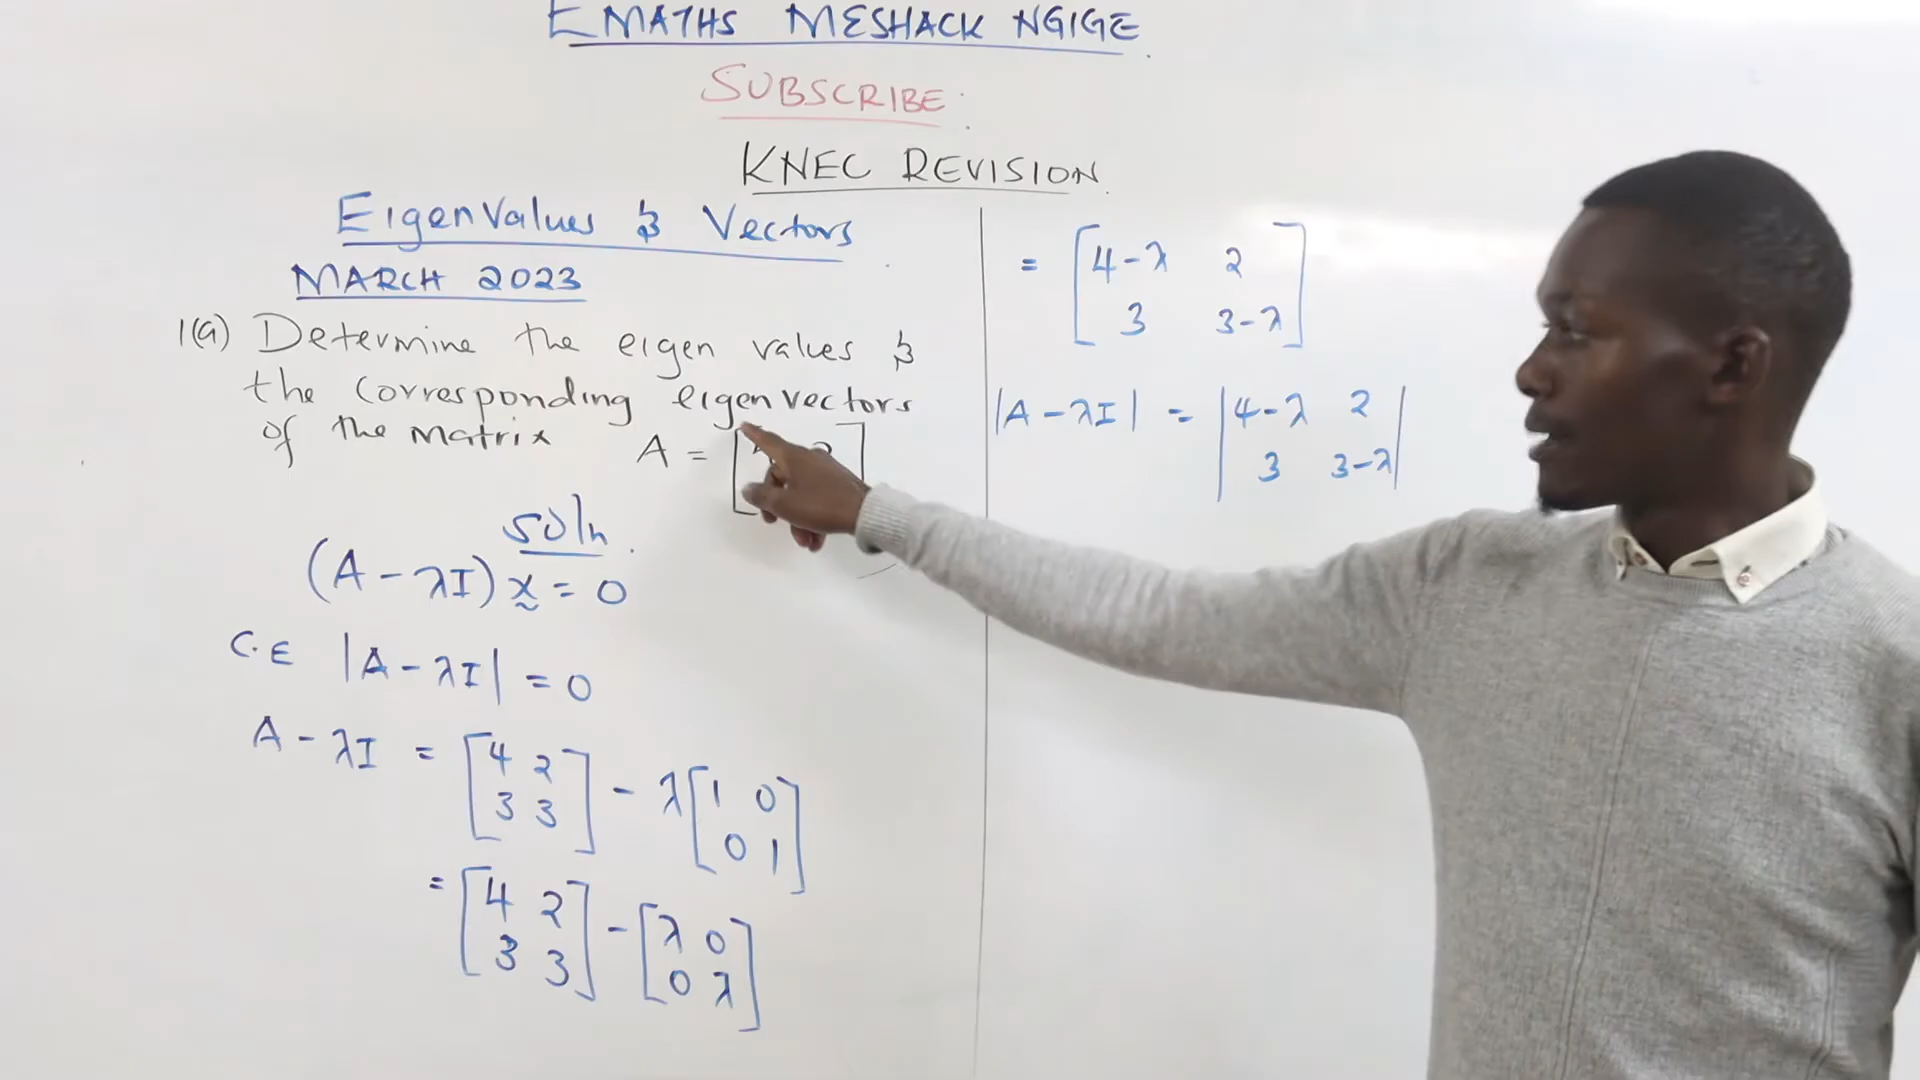 EMATHS MESHACK NGIGE
SUBSCRIBE
KNEC REVISION
EigenValues & Vectors
MARCH 2023
1(a) Determine the eigen values &
the corresponding eigenvectors
of the matrix A = [
soln
(A - λI) x = 0
C.E |A - λI| = 0
A - λI = [4 2
3 3] - λ[1 0
0 1]
= [4 2
3 3] - [λ 0
0 λ]
= [4-λ 2
3 3-λ]
|A - λI| = |4-λ 2
3 3-λ|